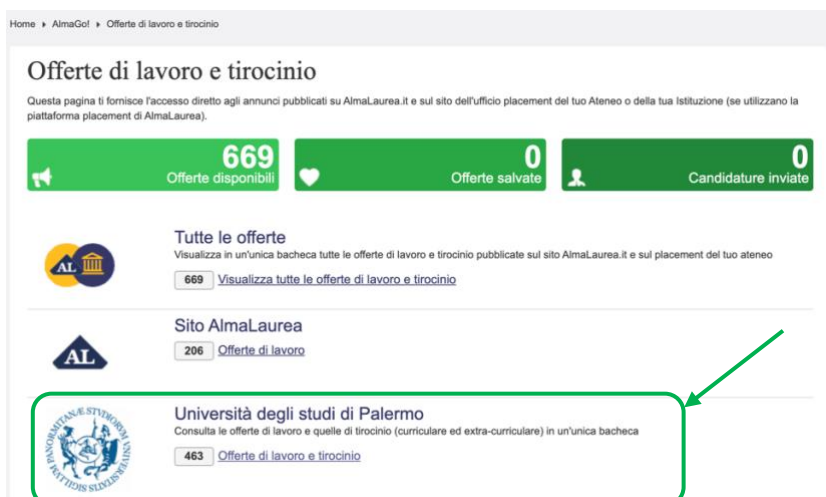 Home ▸ AlmaGo! ▸ Offerte di lavoro e tirocinio
Offerte di lavoro e tirocinio
Questa pagina ti fornisce l'accesso diretto agli annunci pubblicati su AlmaLaurea.it e sul sito dell'ufficio placement del tuo Ateneo o della tua Istituzione (se utilizzano la
piattaforma placement di AlmaLaurea).
669
Offerte disponibili
0
Offerte salvate
0
Candidature inviate
AL
Tutte le offerte
Visualizza in un'unica bacheca tutte le offerte di lavoro e tirocinio pubblicate sul sito AlmaLaurea.it e sul placement del tuo ateneo
669 Visualizza tutte le offerte di lavoro e tirocinio
AL
Sito AlmaLaurea
206 Offerte di lavoro
Università degli studi di Palermo
Consulta le offerte di lavoro e quelle di tirocinio (curriculare ed extra-curriculare) in un'unica bacheca
463 Offerte di lavoro e tirocinio